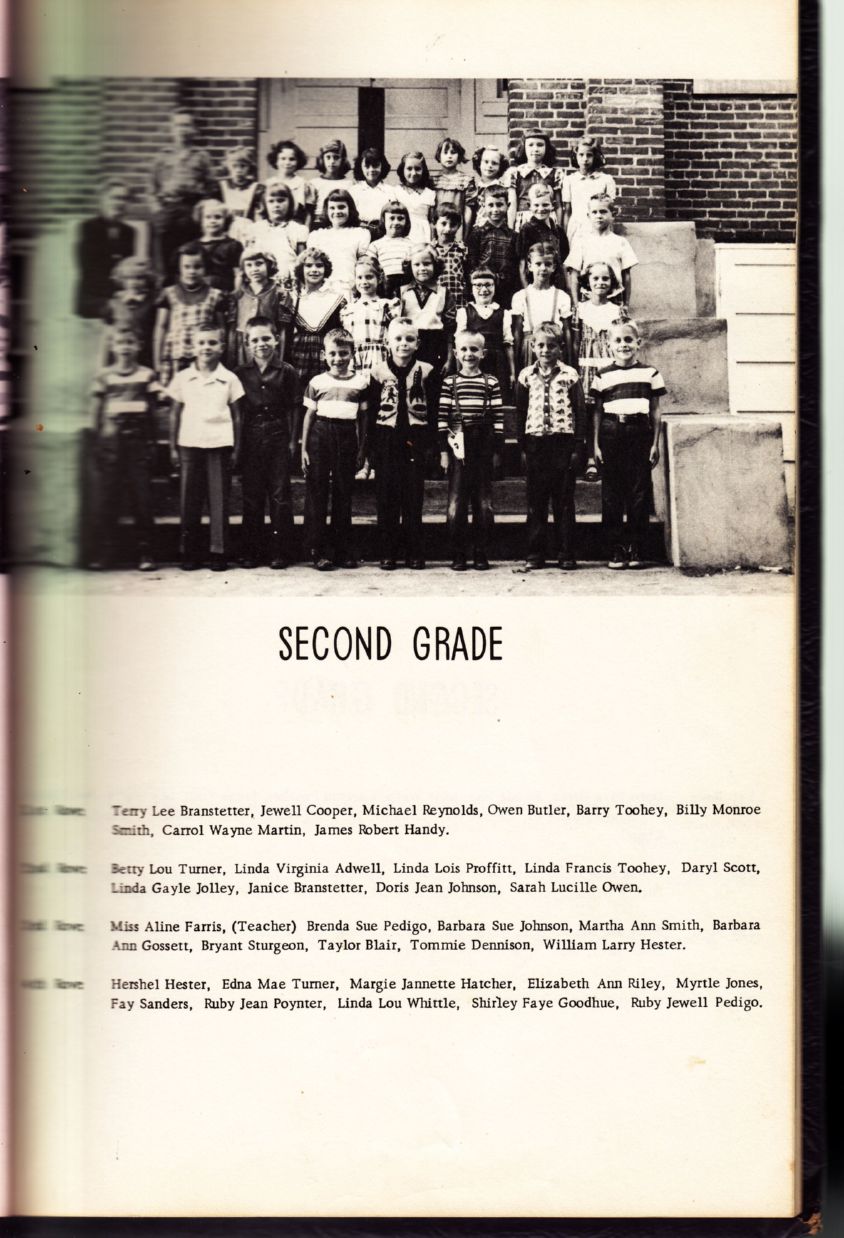 SECOND GRADE
Row: Terry Lee Branstetter, Jewell Cooper, Michael Reynolds, Owen Butler, Barry Toohey, Billy Monroe
Smith, Carrol Wayne Martin, James Robert Handy.
Row: Betty Lou Turner, Linda Virginia Adwell, Linda Lois Proffitt, Linda Francis Toohey, Daryl Scott,
Linda Gayle Jolley, Janice Branstetter, Doris Jean Johnson, Sarah Lucille Owen.
Row: Miss Aline Farris, (Teacher) Brenda Sue Pedigo, Barbara Sue Johnson, Martha Ann Smith, Barbara
Ann Gossett, Bryant Sturgeon, Taylor Blair, Tommie Dennison, William Larry Hester.
Row: Hershel Hester, Edna Mae Turner, Margie Jannette Hatcher, Elizabeth Ann Riley, Myrtle Jones,
Fay Sanders, Ruby Jean Poynter, Linda Lou Whittle, Shirley Faye Goodhue, Ruby Jewell Pedigo.